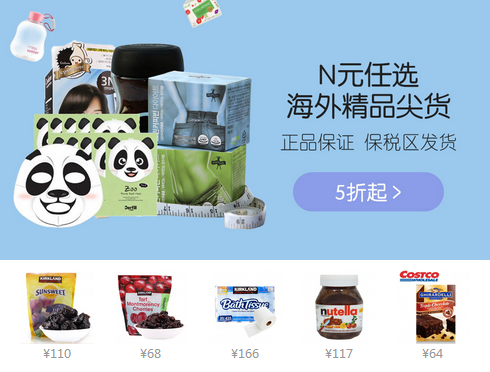 N元任选
海外精品尖货
正品保证 保税区发货
5折起 >
Zoo
KIRKLAND
SUNSWEET
KIRKLAND
Tart
Montmorency
Cherries
KIRKLAND
Bath Tissue
nutella
COSTCO
GHIRARDELLI
¥110
¥68
¥166
¥117
¥64